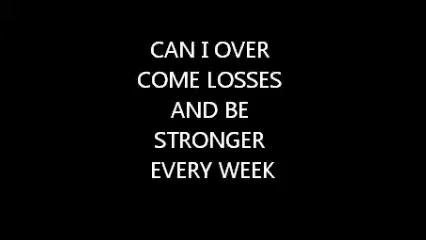 CAN I OVER
COME LOSSES
AND BE
STRONGER
EVERY WEEK